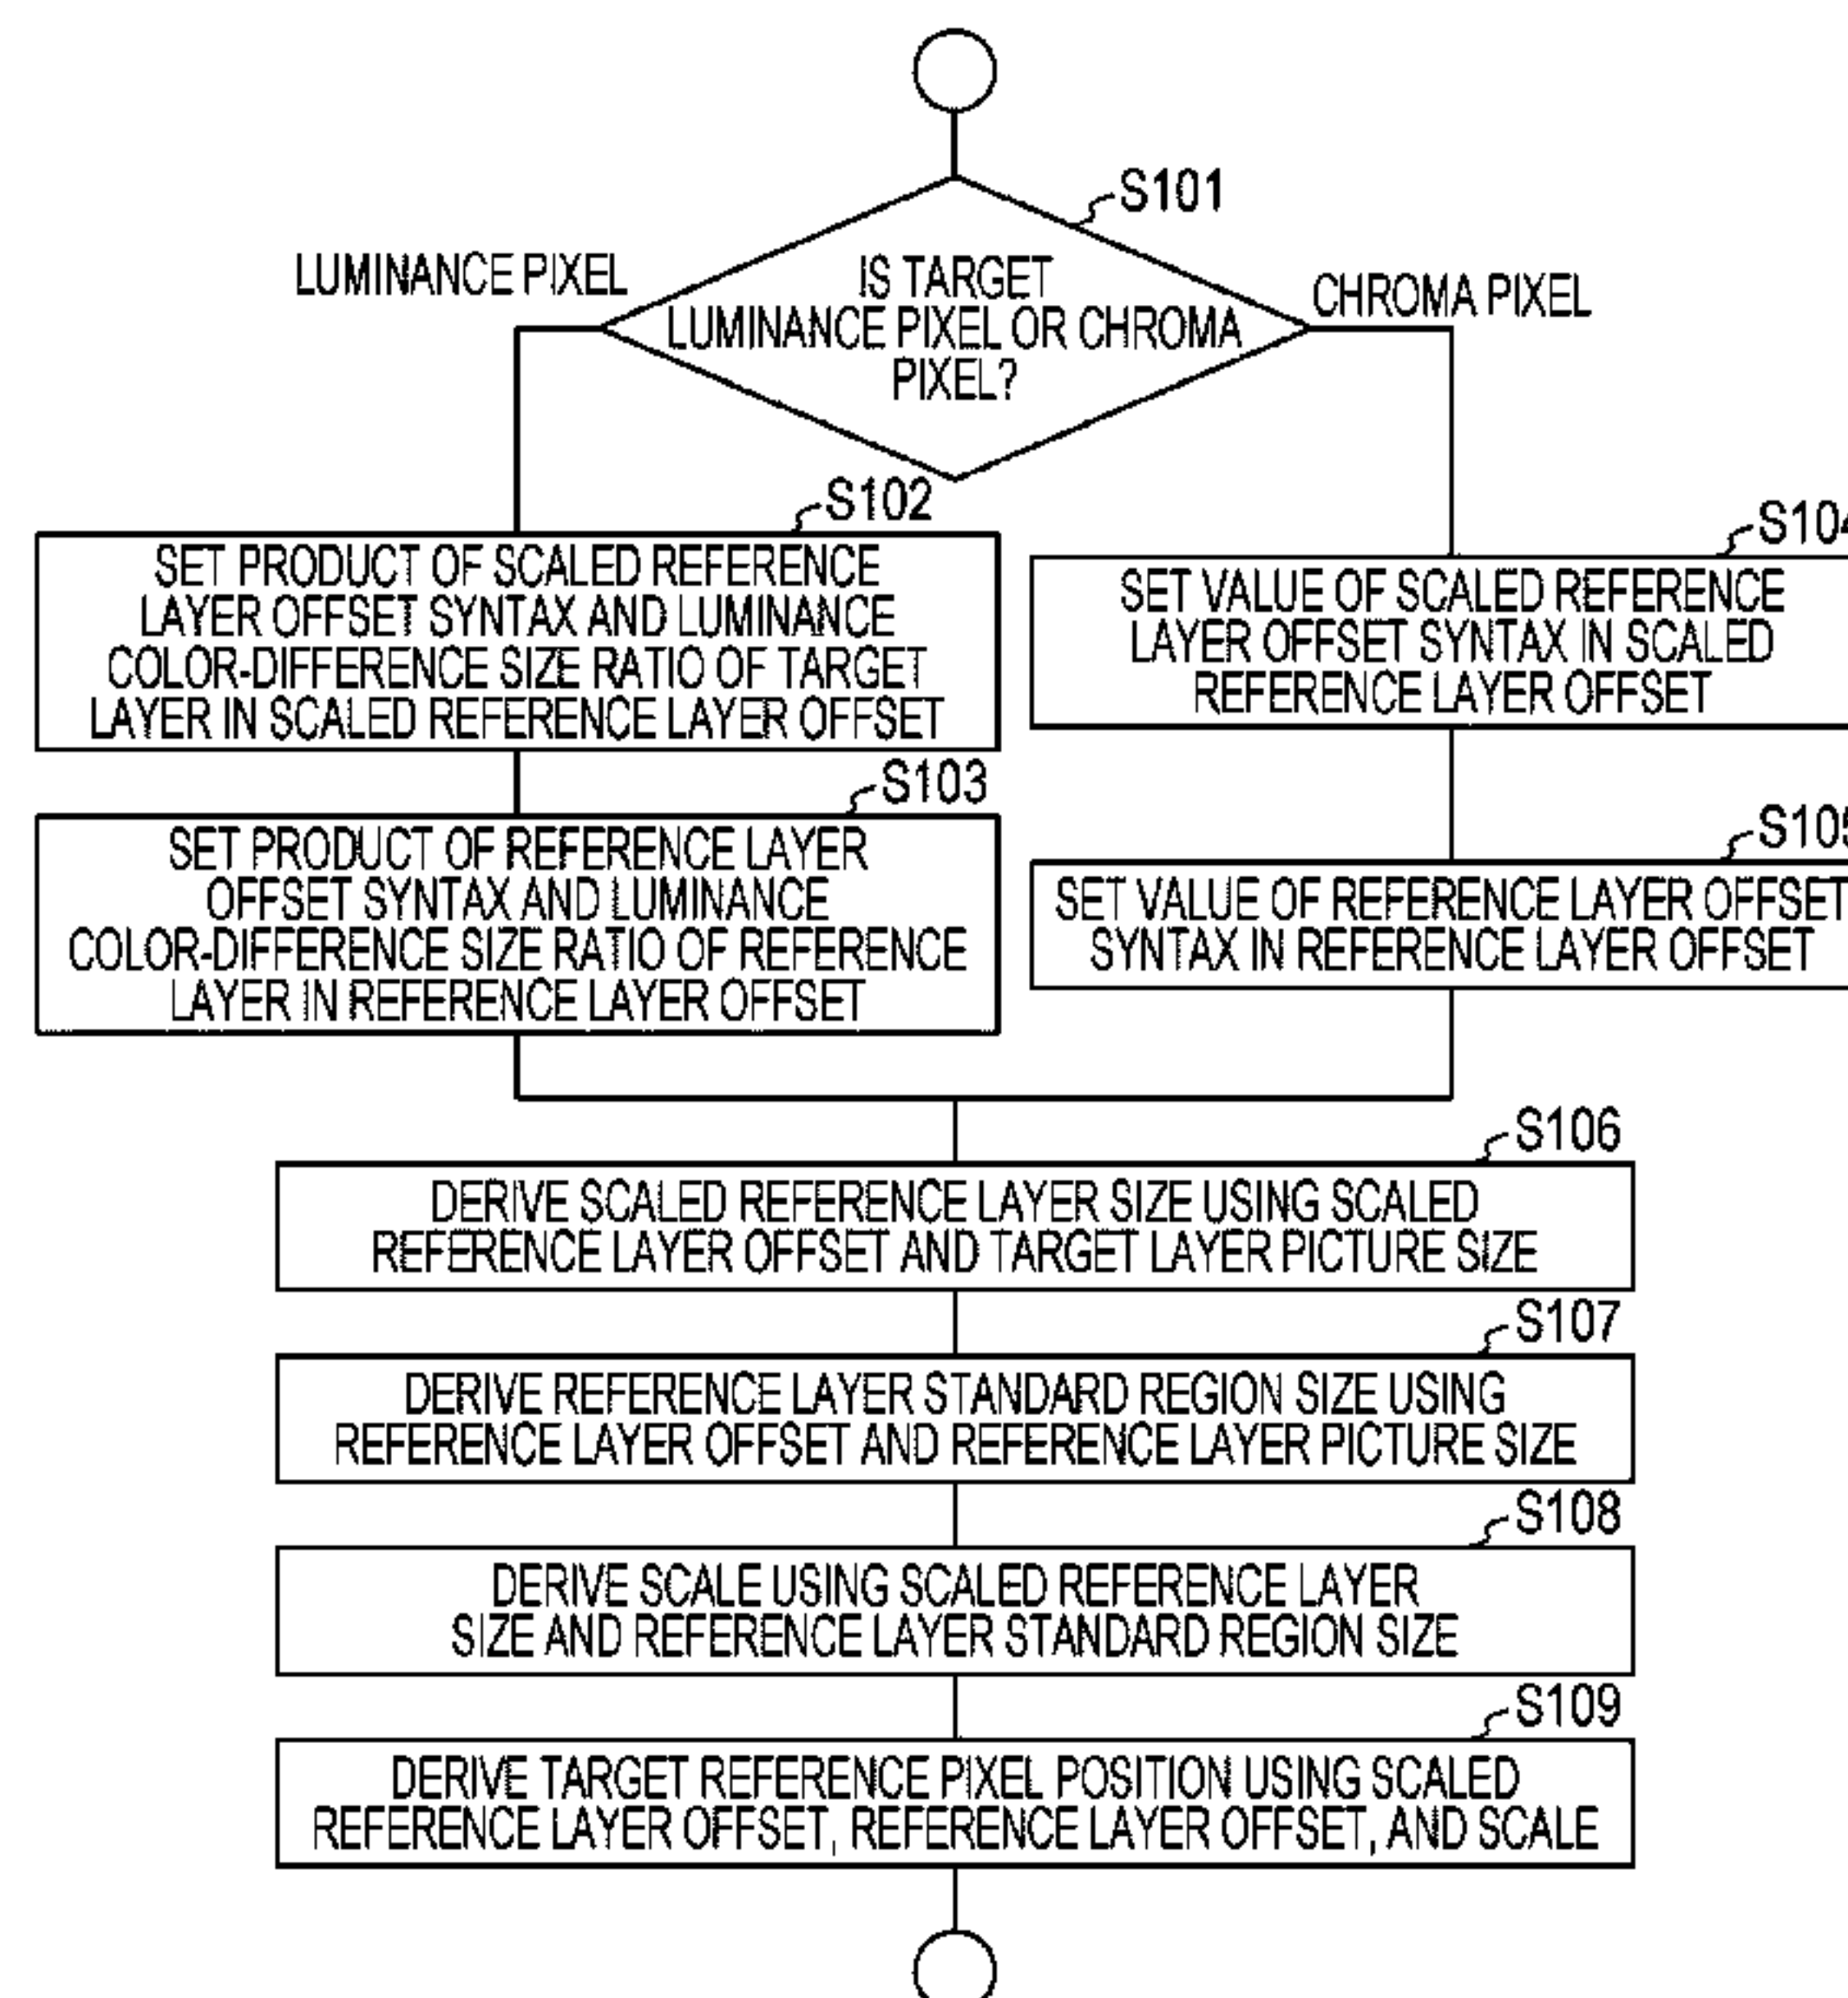 S101
LUMINANCE PIXEL
IS TARGET
LUMINANCE PIXEL OR CHROMA
PIXEL?
CHROMA PIXEL
S102
SET PRODUCT OF SCALED REFERENCE
LAYER OFFSET SYNTAX AND LUMINANCE
COLOR-DIFFERENCE SIZE RATIO OF TARGET
LAYER IN SCALED REFERENCE LAYER OFFSET
S103
SET PRODUCT OF REFERENCE LAYER
OFFSET SYNTAX AND LUMINANCE
COLOR-DIFFERENCE SIZE RATIO OF REFERENCE
LAYER IN REFERENCE LAYER OFFSET
S104
SET VALUE OF SCALED REFERENCE
LAYER OFFSET SYNTAX IN SCALED
REFERENCE LAYER OFFSET
S105
SET VALUE OF REFERENCE LAYER OFFSET
SYNTAX IN REFERENCE LAYER OFFSET
S106
DERIVE SCALED REFERENCE LAYER SIZE USING SCALED
REFERENCE LAYER OFFSET AND TARGET LAYER PICTURE SIZE
S107
DERIVE REFERENCE LAYER STANDARD REGION SIZE USING
REFERENCE LAYER OFFSET AND REFERENCE LAYER PICTURE SIZE
S108
DERIVE SCALE USING SCALED REFERENCE LAYER
SIZE AND REFERENCE LAYER STANDARD REGION SIZE
S109
DERIVE TARGET REFERENCE PIXEL POSITION USING SCALED
REFERENCE LAYER OFFSET, REFERENCE LAYER OFFSET, AND SCALE